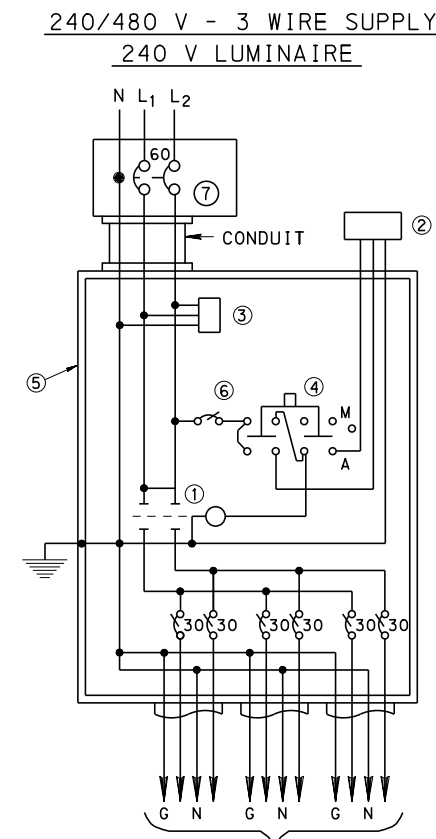 240/480 V - 3 WIRE SUPPLY
240 V LUMINAIRE
N L1 L2
60
7
CONDUIT
2
3
5
6
4
M
A
1
30 30 30 30 30 30
G N G N G N